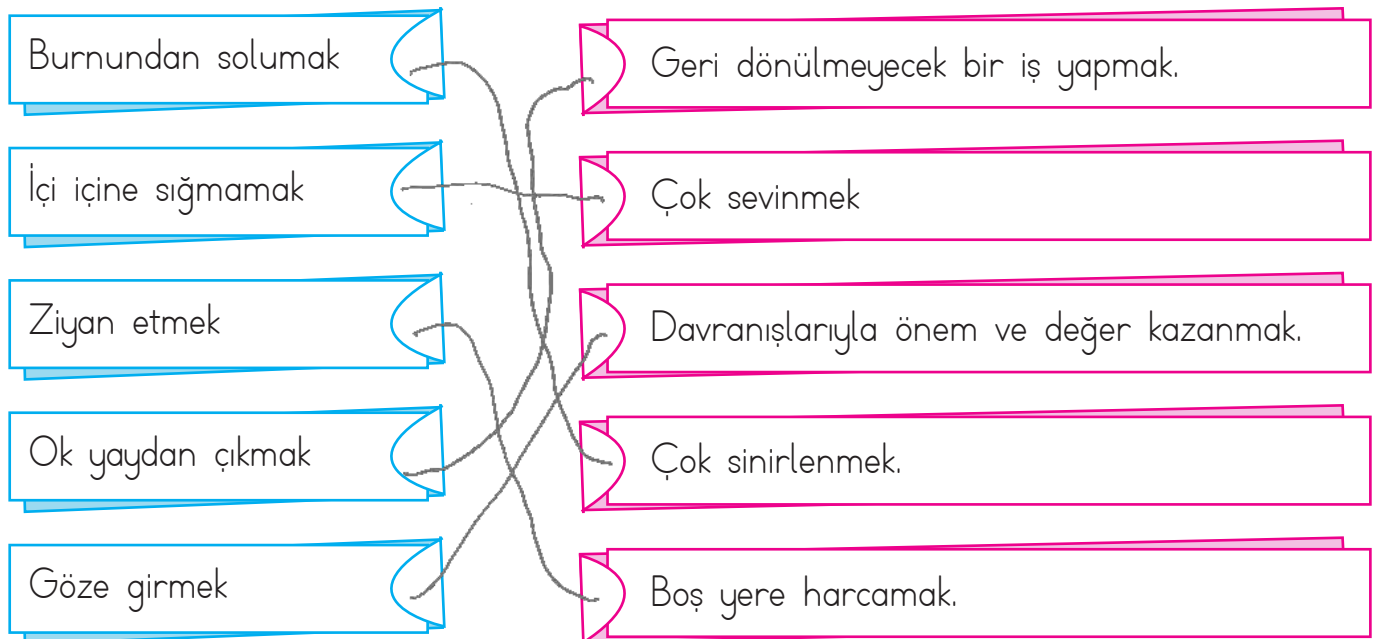 Burnundan solumak
Geri dönülmeyecek bir iş yapmak.
İçi içine sığmamak
Çok sevinmek
Ziyan etmek
Davranışlarıyla önem ve değer kazanmak.
Ok yaydan çıkmak
Çok sinirlenmek.
Göze girmek
Boş yere harcamak.